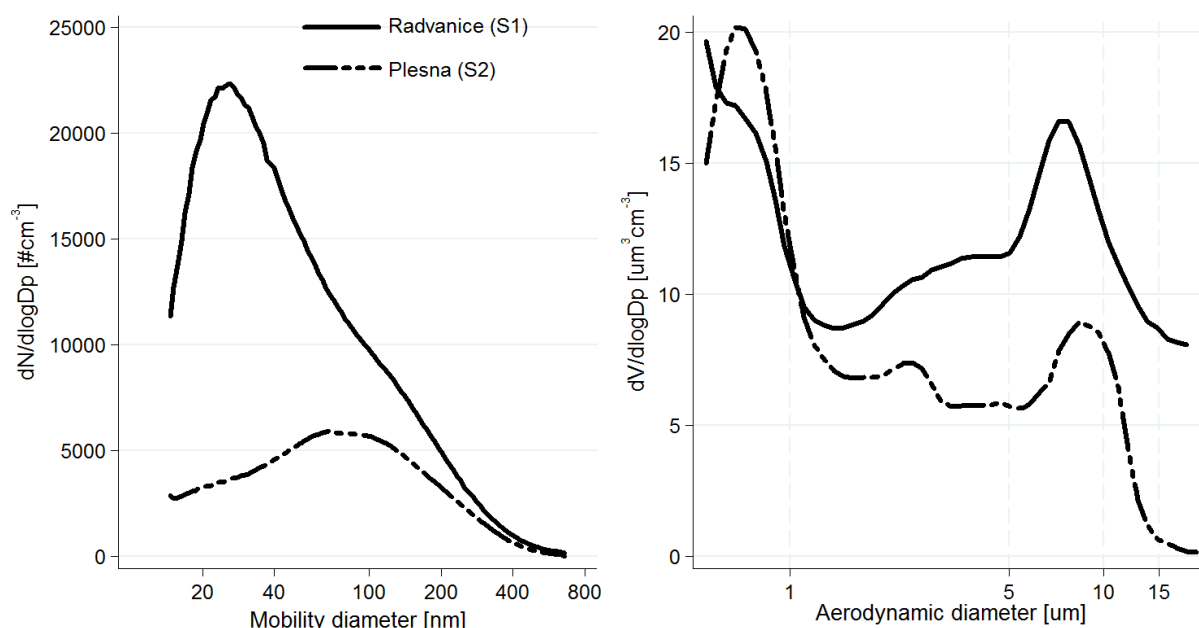 25000
20000
15000
10000
5000
0
dN/dlogDp [#cm⁻³]
Radvanice (S1)
Plesna (S2)
20 40 100 200 400 800
Mobility diameter [nm]
20
15
10
5
0
dV/dlogDp [um³ cm⁻³]
1 5 10 15
Aerodynamic diameter [um]